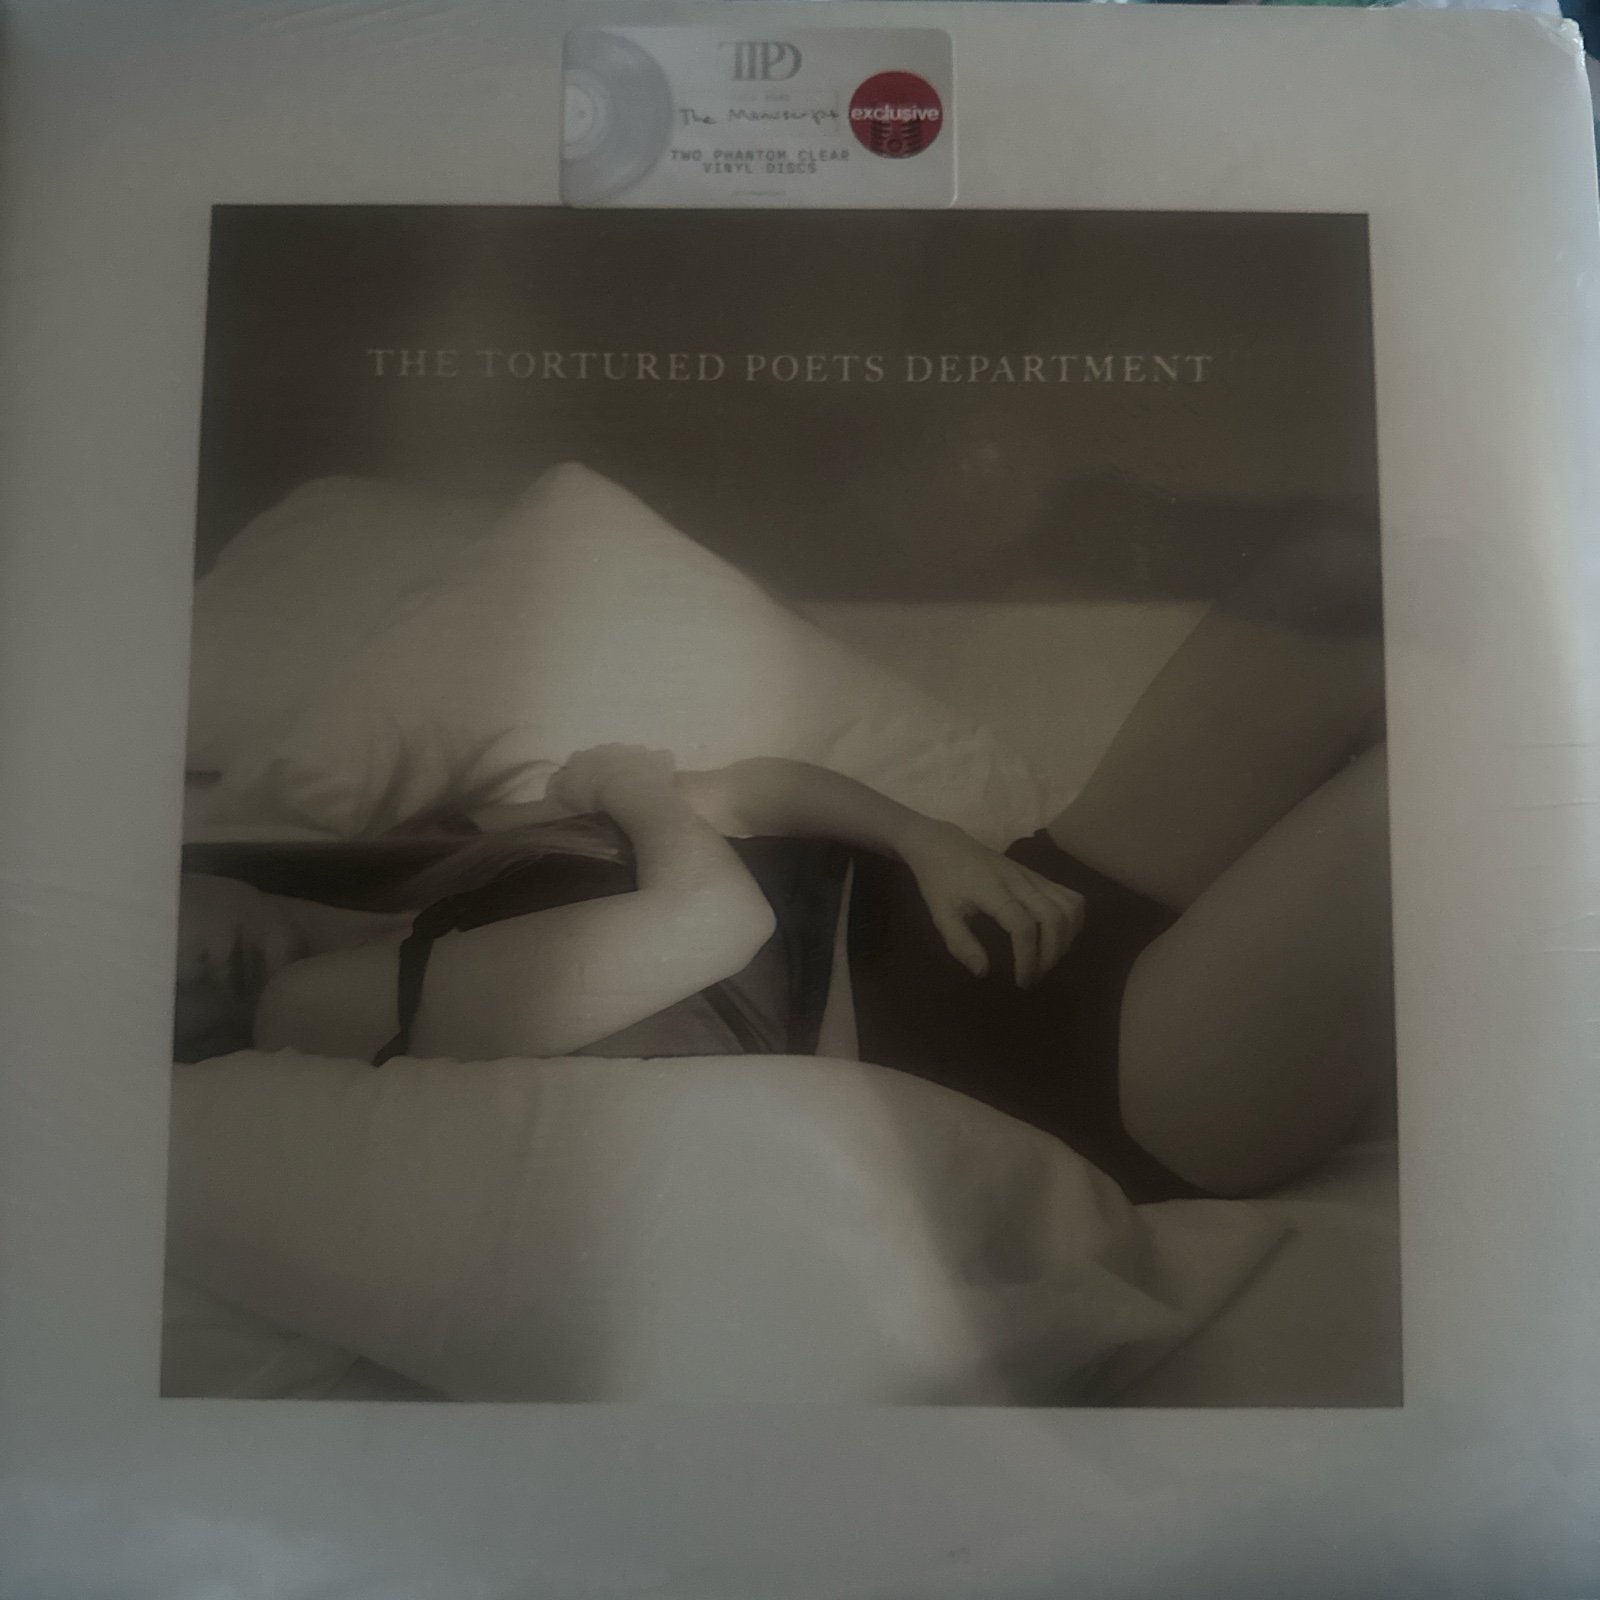 TTPD
The Manuscript
exclusive
TWO PHANTOM CLEAR
VINYL DISCS
THE TORTURED POETS DEPARTMENT